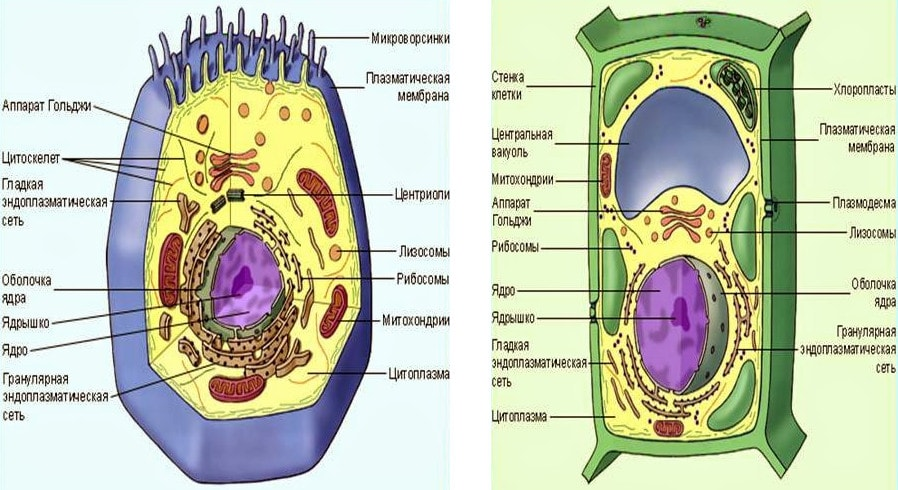 Аппарат Гольджи
Цитоскелет
Гладкая
эндоплазматическая
сеть
Оболочка
ядра
Ядрышко
Ядро
Гранулярная
эндоплазматическая
сеть
Микроворсинки
Плазматическая
мембрана
Центриоли
Лизосомы
Рибосомы
Митохондрии
Цитоплазма
Стенка
клетки
Центральная
вакуоль
Митохондрии
Аппарат
Гольджи
Рибосомы
Ядро
Ядрышко
Гладкая
эндоплазматическая
сеть
Цитоплазма
Хлоропласты
Плазматическая
мембрана
Плазмодесма
Лизосомы
Оболочка
ядра
Гранулярная
эндоплазматическая
сеть